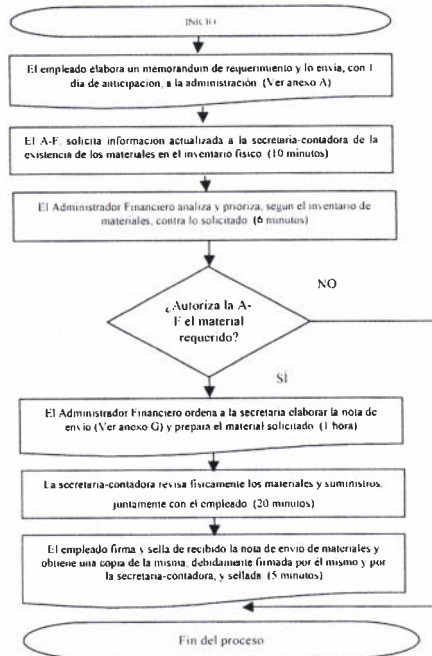 INICIO
El empleado elabora un memorandum de requerimiento y lo envia, con 1
dia de anticipación, a la administración (Ver anexo A)
El A-F, solicita información actualizada a la secretaria-contadora de la
existencia de los materiales en el inventario físico (10 minutos)
El Administrador Financiero analiza y prioriza, según el inventario de
materiales, contra lo solicitado (6 minutos)
¿Autoriza la A-
F el material
requerido?
NO
SÍ
El Administrador Financiero ordena a la secretaria elaborar la nota de
envio (Ver anexo G) y prepara el material solicitado (1 hora)
La secretaria-contadora revisa físicamente los materiales y suministros,
juntamente con el empleado (20 minutos)
El empleado firma y sella de recibido la nota de envio de materiales y
obtiene una copia de la misma, debidamente firmada por él mismo y por
la secretaria-contadora, y sellada (5 minutos)
Fin del proceso